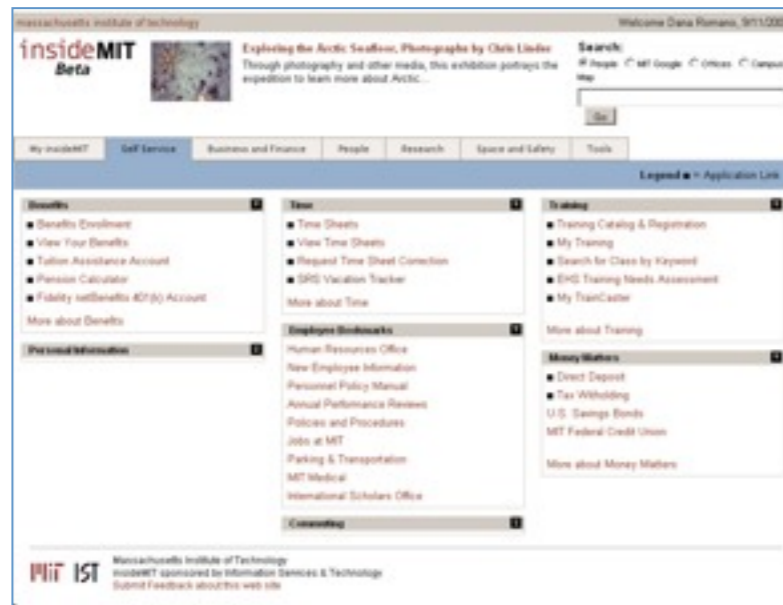 massachusetts institute of technology
Welcome Dana Romano, 9/11/200
insideMIT
Beta
Exploring the Arctic Seafloor, Photographs by Chris Linder
Through photography and other media, this exhibition portrays the
expedition to learn more about Arctic...
Search:
People MIT Google Offices Campus
Map
Go
My insideMIT Self Service Business and Finance People Research Space and Safety Tools
Legend ■ = Application Link
Benefits
■ Benefits Enrollment
■ View Your Benefits
■ Tuition Assistance Account
■ Pension Calculator
■ Fidelity netBenefits 401(k) Account
More about Benefits
Personal Information
Time
■ Time Sheets
■ View Time Sheets
■ Request Time Sheet Correction
■ SRS Vacation Tracker
More about Time
Employee Bookmarks
Human Resources Office
New Employee Information
Personnel Policy Manual
Annual Performance Reviews
Policies and Procedures
Jobs at MIT
Parking & Transportation
MIT Medical
International Scholars Office
Commuting
Training
■ Training Catalog & Registration
■ My Training
■ Search for Class by Keyword
■ EHS Training Needs Assessment
■ My TrainCaster
More about Training
Money Matters
■ Direct Deposit
■ Tax Witholding
U.S. Savings Bonds
MIT Federal Credit Union
More about Money Matters
MIT IST
Massachusetts Institute of Technology
insideMIT sponsored by Information Services & Technology
Submit Feedback about this web site